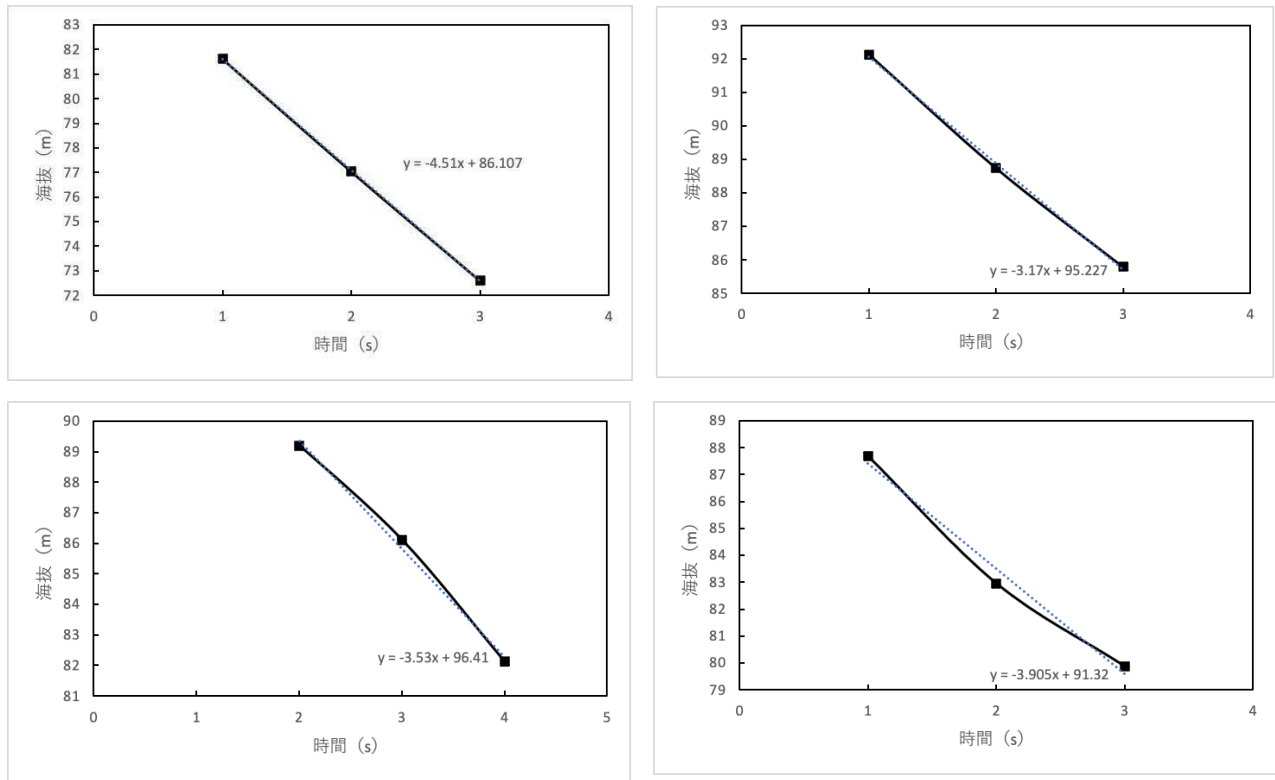 83
82
81
80
79
78
77
76
75
74
73
72
海抜（m）
y = -4.51x + 86.107
0 1 2 3 4
時間（s）
93
92
91
90
89
88
87
86
85
海抜（m）
y = -3.17x + 95.227
0 1 2 3 4
時間（s）
90
89
88
87
86
85
84
83
82
81
海抜（m）
y = -3.53x + 96.41
0 1 2 3 4 5
時間（s）
89
88
87
86
85
84
83
82
81
80
79
海抜（m）
y = -3.905x + 91.32
0 1 2 3 4
時間（s）